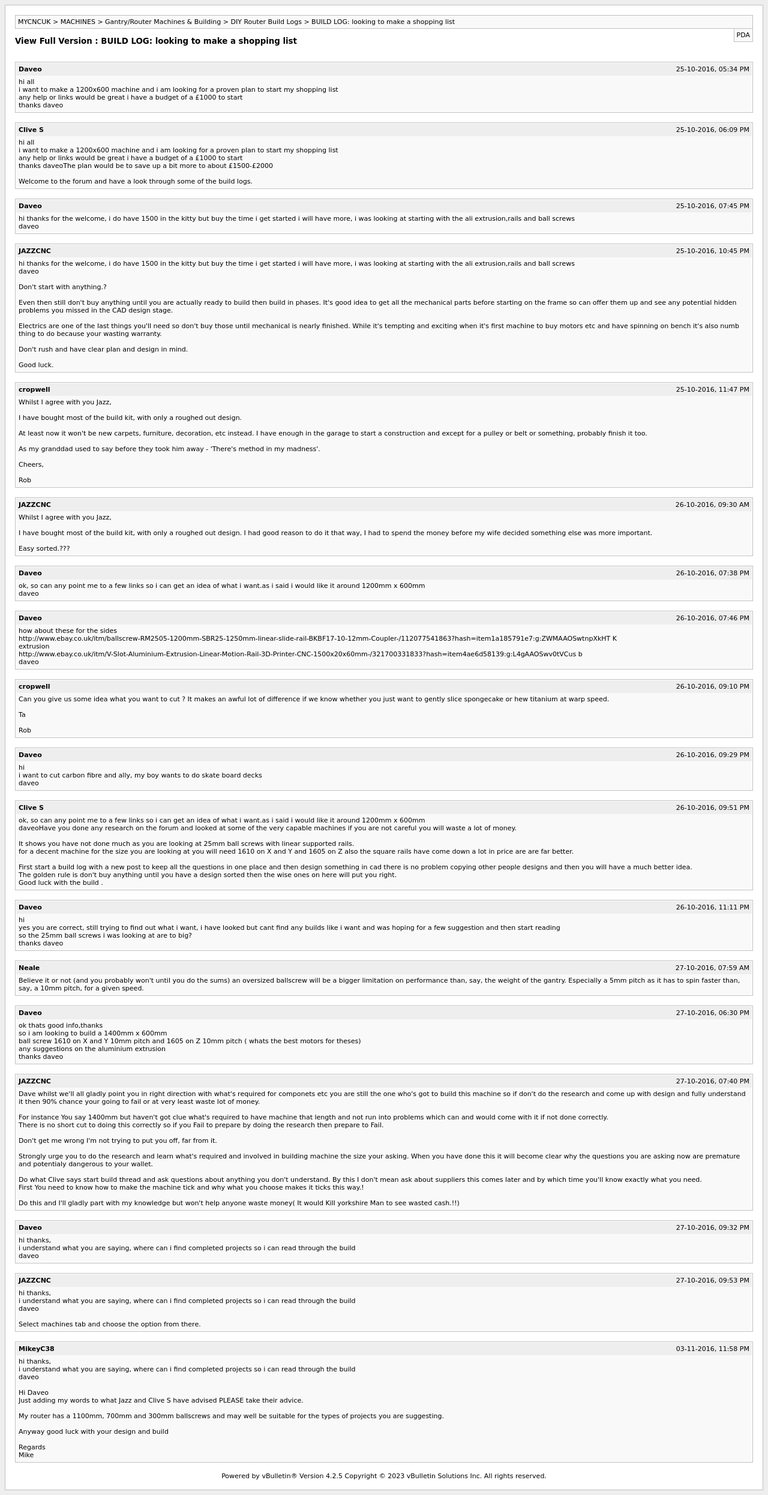 MYCNCUK > MACHINES > Gantry/Router Machines & Building > DIY Router Build Logs > BUILD LOG: looking to make a shopping list
PDA
View Full Version : BUILD LOG: looking to make a shopping list
Daveo
25-10-2016, 05:34 PM
hi all
i want to make a 1200x600 machine and i am looking for a proven plan to start my shopping list
any help or links would be great i have a budget of a £1000 to start
thanks daveo
Clive S
25-10-2016, 06:09 PM
hi all
i want to make a 1200x600 machine and i am looking for a proven plan to start my shopping list
any help or links would be great i have a budget of a £1000 to start
thanks daveoThe plan would be to save up a bit more to about £1500-£2000
Welcome to the forum and have a look through some of the build logs.
Daveo
25-10-2016, 07:45 PM
hi thanks for the welcome, i do have 1500 in the kitty but buy the time i get started i will have more, i was looking at starting with the ali extrusion,rails and ball screws
daveo
JAZZCNC
25-10-2016, 10:45 PM
hi thanks for the welcome, i do have 1500 in the kitty but buy the time i get started i will have more, i was looking at starting with the ali extrusion,rails and ball screws
daveo
Don't start with anything.?
Even then still don't buy anything until you are actually ready to build then build in phases. It's good idea to get all the mechanical parts before starting on the frame so can offer them up and see any potential hidden
problems you missed in the CAD design stage.
Electrics are one of the last things you'll need so don't buy those until mechanical is nearly finished. While it's tempting and exciting when it's first machine to buy motors etc and have spinning on bench it's also numb
thing to do because your wasting warranty.
Don't rush and have clear plan and design in mind.
Good luck.
cropwell
25-10-2016, 11:47 PM
Whilst I agree with you Jazz,
I have bought most of the build kit, with only a roughed out design.
At least now it won't be new carpets, furniture, decoration, etc instead. I have enough in the garage to start a construction and except for a pulley or belt or something, probably finish it too.
As my granddad used to say before they took him away - 'There's method in my madness'.
Cheers,
Rob
JAZZCNC
26-10-2016, 09:30 AM
Whilst I agree with you Jazz,
I have bought most of the build kit, with only a roughed out design. I had good reason to do it that way, I had to spend the money before my wife decided something else was more important.
Easy sorted.???
Daveo
26-10-2016, 07:38 PM
ok, so can any point me to a few links so i can get an idea of what i want.as i said i would like it around 1200mm x 600mm
daveo
Daveo
26-10-2016, 07:46 PM
how about these for the sides
http://www.ebay.co.uk/itm/ballscrew-RM2505-1200mm-SBR25-1250mm-linear-slide-rail-BKBF17-10-12mm-Coupler-/112077541863?hash=item1a185791e7:g:ZWMAAOSwtnpXkHT K
extrusion
http://www.ebay.co.uk/itm/V-Slot-Aluminium-Extrusion-Linear-Motion-Rail-3D-Printer-CNC-1500x20x60mm-/321700331833?hash=item4ae6d58139:g:L4gAAOSwv0tVCus b
daveo
cropwell
26-10-2016, 09:10 PM
Can you give us some idea what you want to cut ? It makes an awful lot of difference if we know whether you just want to gently slice spongecake or hew titanium at warp speed.
Ta
Rob
Daveo
26-10-2016, 09:29 PM
hi
i want to cut carbon fibre and ally, my boy wants to do skate board decks
daveo
Clive S
26-10-2016, 09:51 PM
ok, so can any point me to a few links so i can get an idea of what i want.as i said i would like it around 1200mm x 600mm
daveoHave you done any research on the forum and looked at some of the very capable machines if you are not careful you will waste a lot of money.
It shows you have not done much as you are looking at 25mm ball screws with linear supported rails.
for a decent machine for the size you are looking at you will need 1610 on X and Y and 1605 on Z also the square rails have come down a lot in price are are far better.
First start a build log with a new post to keep all the questions in one place and then design something in cad there is no problem copying other people designs and then you will have a much better idea.
The golden rule is don't buy anything until you have a design sorted then the wise ones on here will put you right.
Good luck with the build .
Daveo
26-10-2016, 11:11 PM
hi
yes you are correct, still trying to find out what i want, i have looked but cant find any builds like i want and was hoping for a few suggestion and then start reading
so the 25mm ball screws i was looking at are to big?
thanks daveo
Neale
27-10-2016, 07:59 AM
Believe it or not (and you probably won't until you do the sums) an oversized ballscrew will be a bigger limitation on performance than, say, the weight of the gantry. Especially a 5mm pitch as it has to spin faster than,
say, a 10mm pitch, for a given speed.
Daveo
27-10-2016, 06:30 PM
ok thats good info,thanks
so i am looking to build a 1400mm x 600mm
ball screw 1610 on X and Y 10mm pitch and 1605 on Z 10mm pitch ( whats the best motors for theses)
any suggestions on the aluminium extrusion
thanks daveo
JAZZCNC
27-10-2016, 07:40 PM
Dave whilst we'll all gladly point you in right direction with what's required for componets etc you are still the one who's got to build this machine so if don't do the research and come up with design and fully understand
it then 90% chance your going to fail or at very least waste lot of money.
For instance You say 1400mm but haven't got clue what's required to have machine that length and not run into problems which can and would come with it if not done correctly.
There is no short cut to doing this correctly so if you Fail to prepare by doing the research then prepare to Fail.
Don't get me wrong I'm not trying to put you off, far from it.
Strongly urge you to do the research and learn what's required and involved in building machine the size your asking. When you have done this it will become clear why the questions you are asking now are premature
and potentialy dangerous to your wallet.
Do what Clive says start build thread and ask questions about anything you don't understand. By this I don't mean ask about suppliers this comes later and by which time you'll know exactly what you need.
First You need to know how to make the machine tick and why what you choose makes it ticks this way.!
Do this and I'll gladly part with my knowledge but won't help anyone waste money( It would Kill yorkshire Man to see wasted cash.!!)
Daveo
27-10-2016, 09:32 PM
hi thanks,
i understand what you are saying, where can i find completed projects so i can read through the build
daveo
JAZZCNC
27-10-2016, 09:53 PM
hi thanks,
i understand what you are saying, where can i find completed projects so i can read through the build
daveo
Select machines tab and choose the option from there.
MikeyC38
03-11-2016, 11:58 PM
hi thanks,
i understand what you are saying, where can i find completed projects so i can read through the build
daveo
Hi Daveo
Just adding my words to what Jazz and Clive S have advised PLEASE take their advice.
My router has a 1100mm, 700mm and 300mm ballscrews and may well be suitable for the types of projects you are suggesting.
Anyway good luck with your design and build
Regards
Mike
Powered by vBulletin® Version 4.2.5 Copyright © 2023 vBulletin Solutions Inc. All rights reserved.